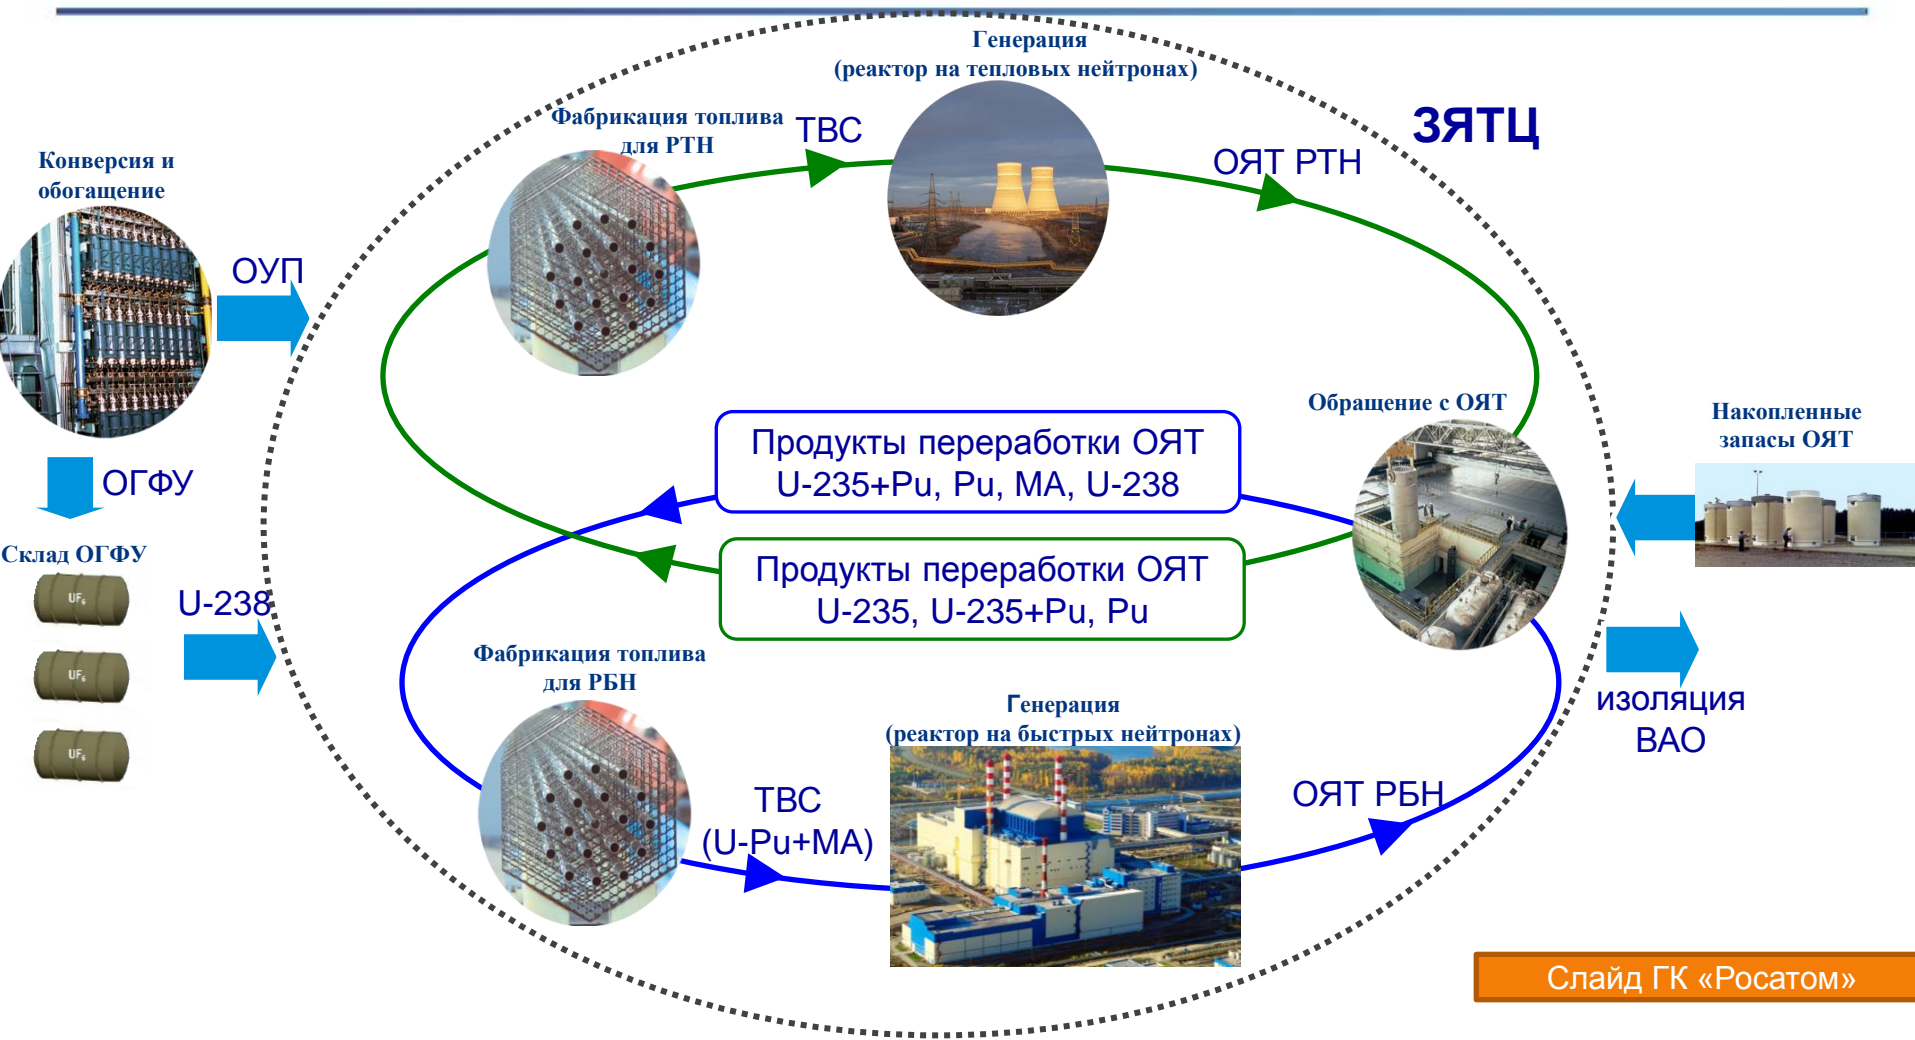 Генерация
(реактор на тепловых нейтронах)
Фабрикация топлива
для РТН
ТВС
ЗЯТЦ
ОЯТ РТН
Конверсия и
обогащение
ОУП
ОГФУ
Склад ОГФУ
UF₆
UF₆
UF₆
U-238
Обращение с ОЯТ
Накопленные
запасы ОЯТ
Продукты переработки ОЯТ
U-235+Pu, Pu, МА, U-238
Продукты переработки ОЯТ
U-235, U-235+Pu, Pu
Фабрикация топлива
для РБН
Генерация
(реактор на быстрых нейтронах)
изоляция
ВАО
ТВС
(U-Pu+МА)
ОЯТ РБН
Слайд ГК «Росатом»